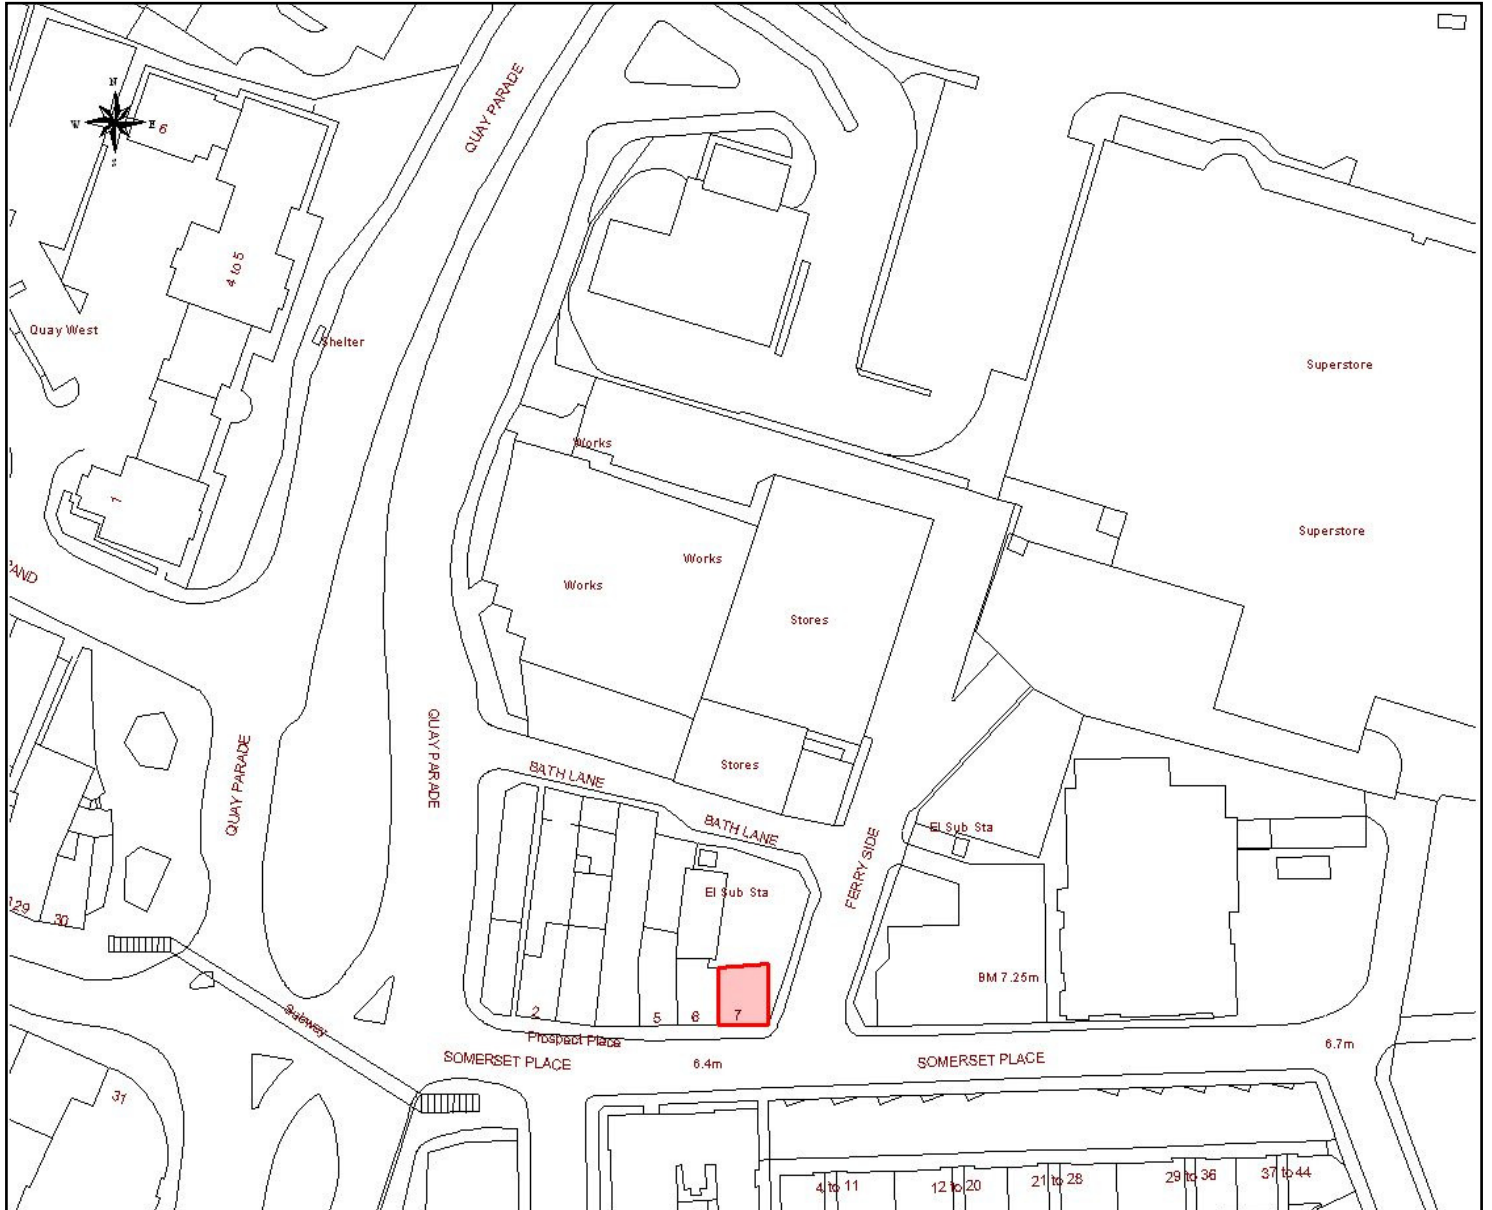 N
W
E
S
6
QUAY PARADE
4 to 5
Quay West
Shelter
Superstore
Works
1
Superstore
Works
Works
Stores
QUAY PARADE
QUAY PARADE
BATH LANE
Stores
BATH LANE
FERRY SIDE
El Sub Sta
El Sub Sta
129
30
BM 7.25m
2
5
6
7
Subway
Prospect Place
SOMERSET PLACE
6.4m
SOMERSET PLACE
6.7m
31
4 to 11
12 to 20
21 to 28
29 to 36
37 to 44